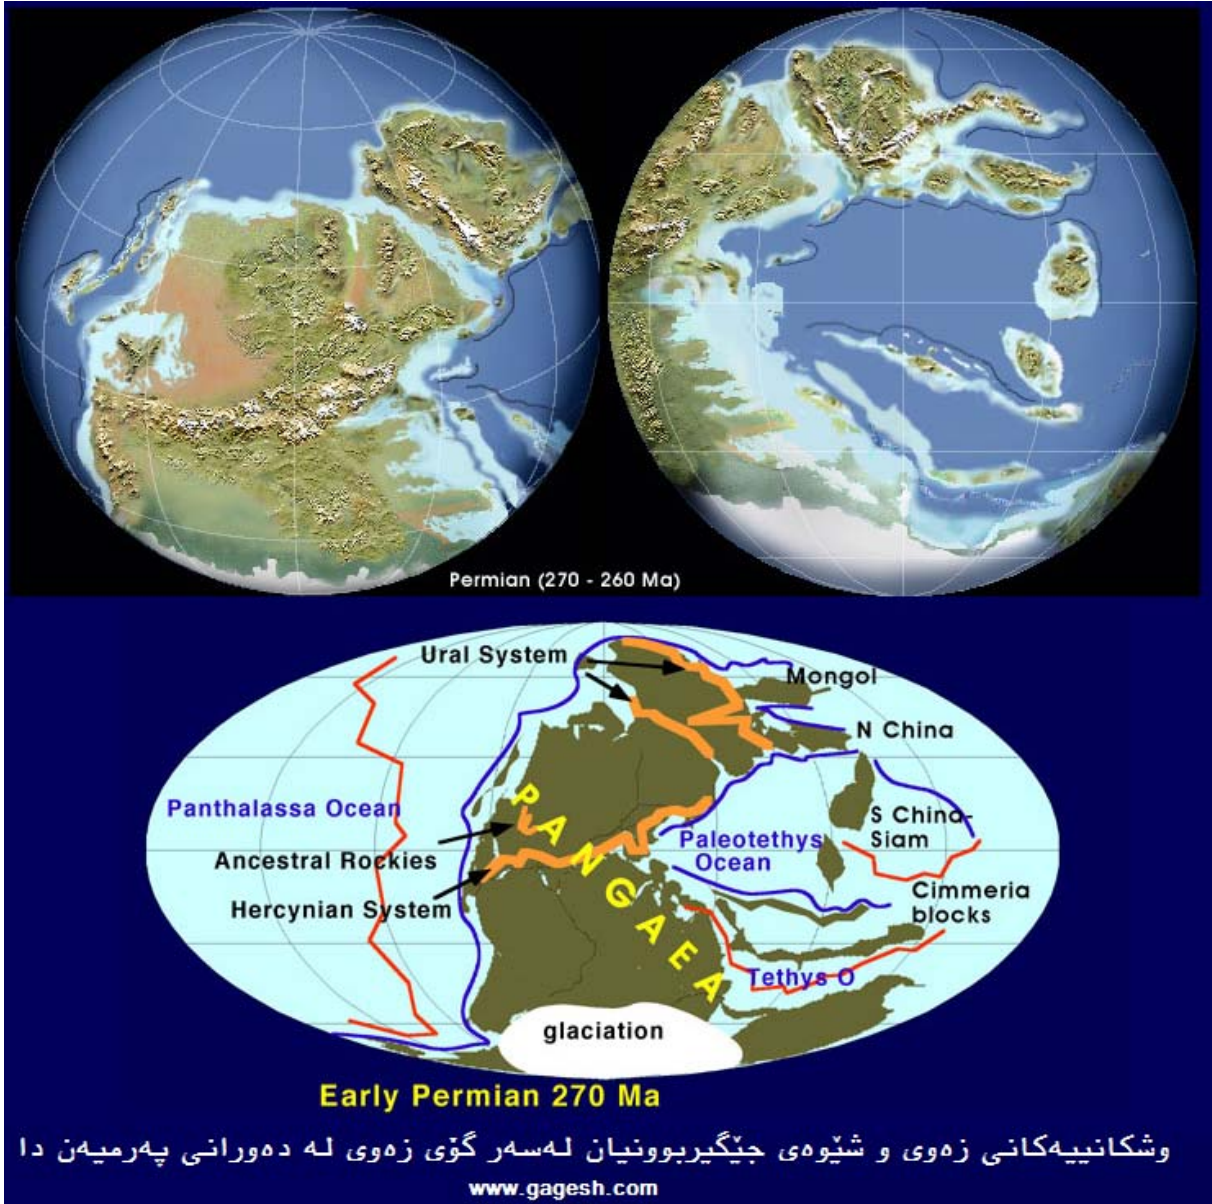 Permian (270 - 260 Ma)
Ural System
Mongol
N China
Panthalassa Ocean
S China-
Siam
Paleotethys
Ocean
Ancestral Rockies
Cimmeria
blocks
Hercynian System
PANGAEA
Tethys O
glaciation
Early Permian 270 Ma
وشکانییەکانی زەوی و شێوەی جێگیربوونیان لەسەر گۆی زەوی لە دەورانی پەرمیەن دا
www.gagesh.com